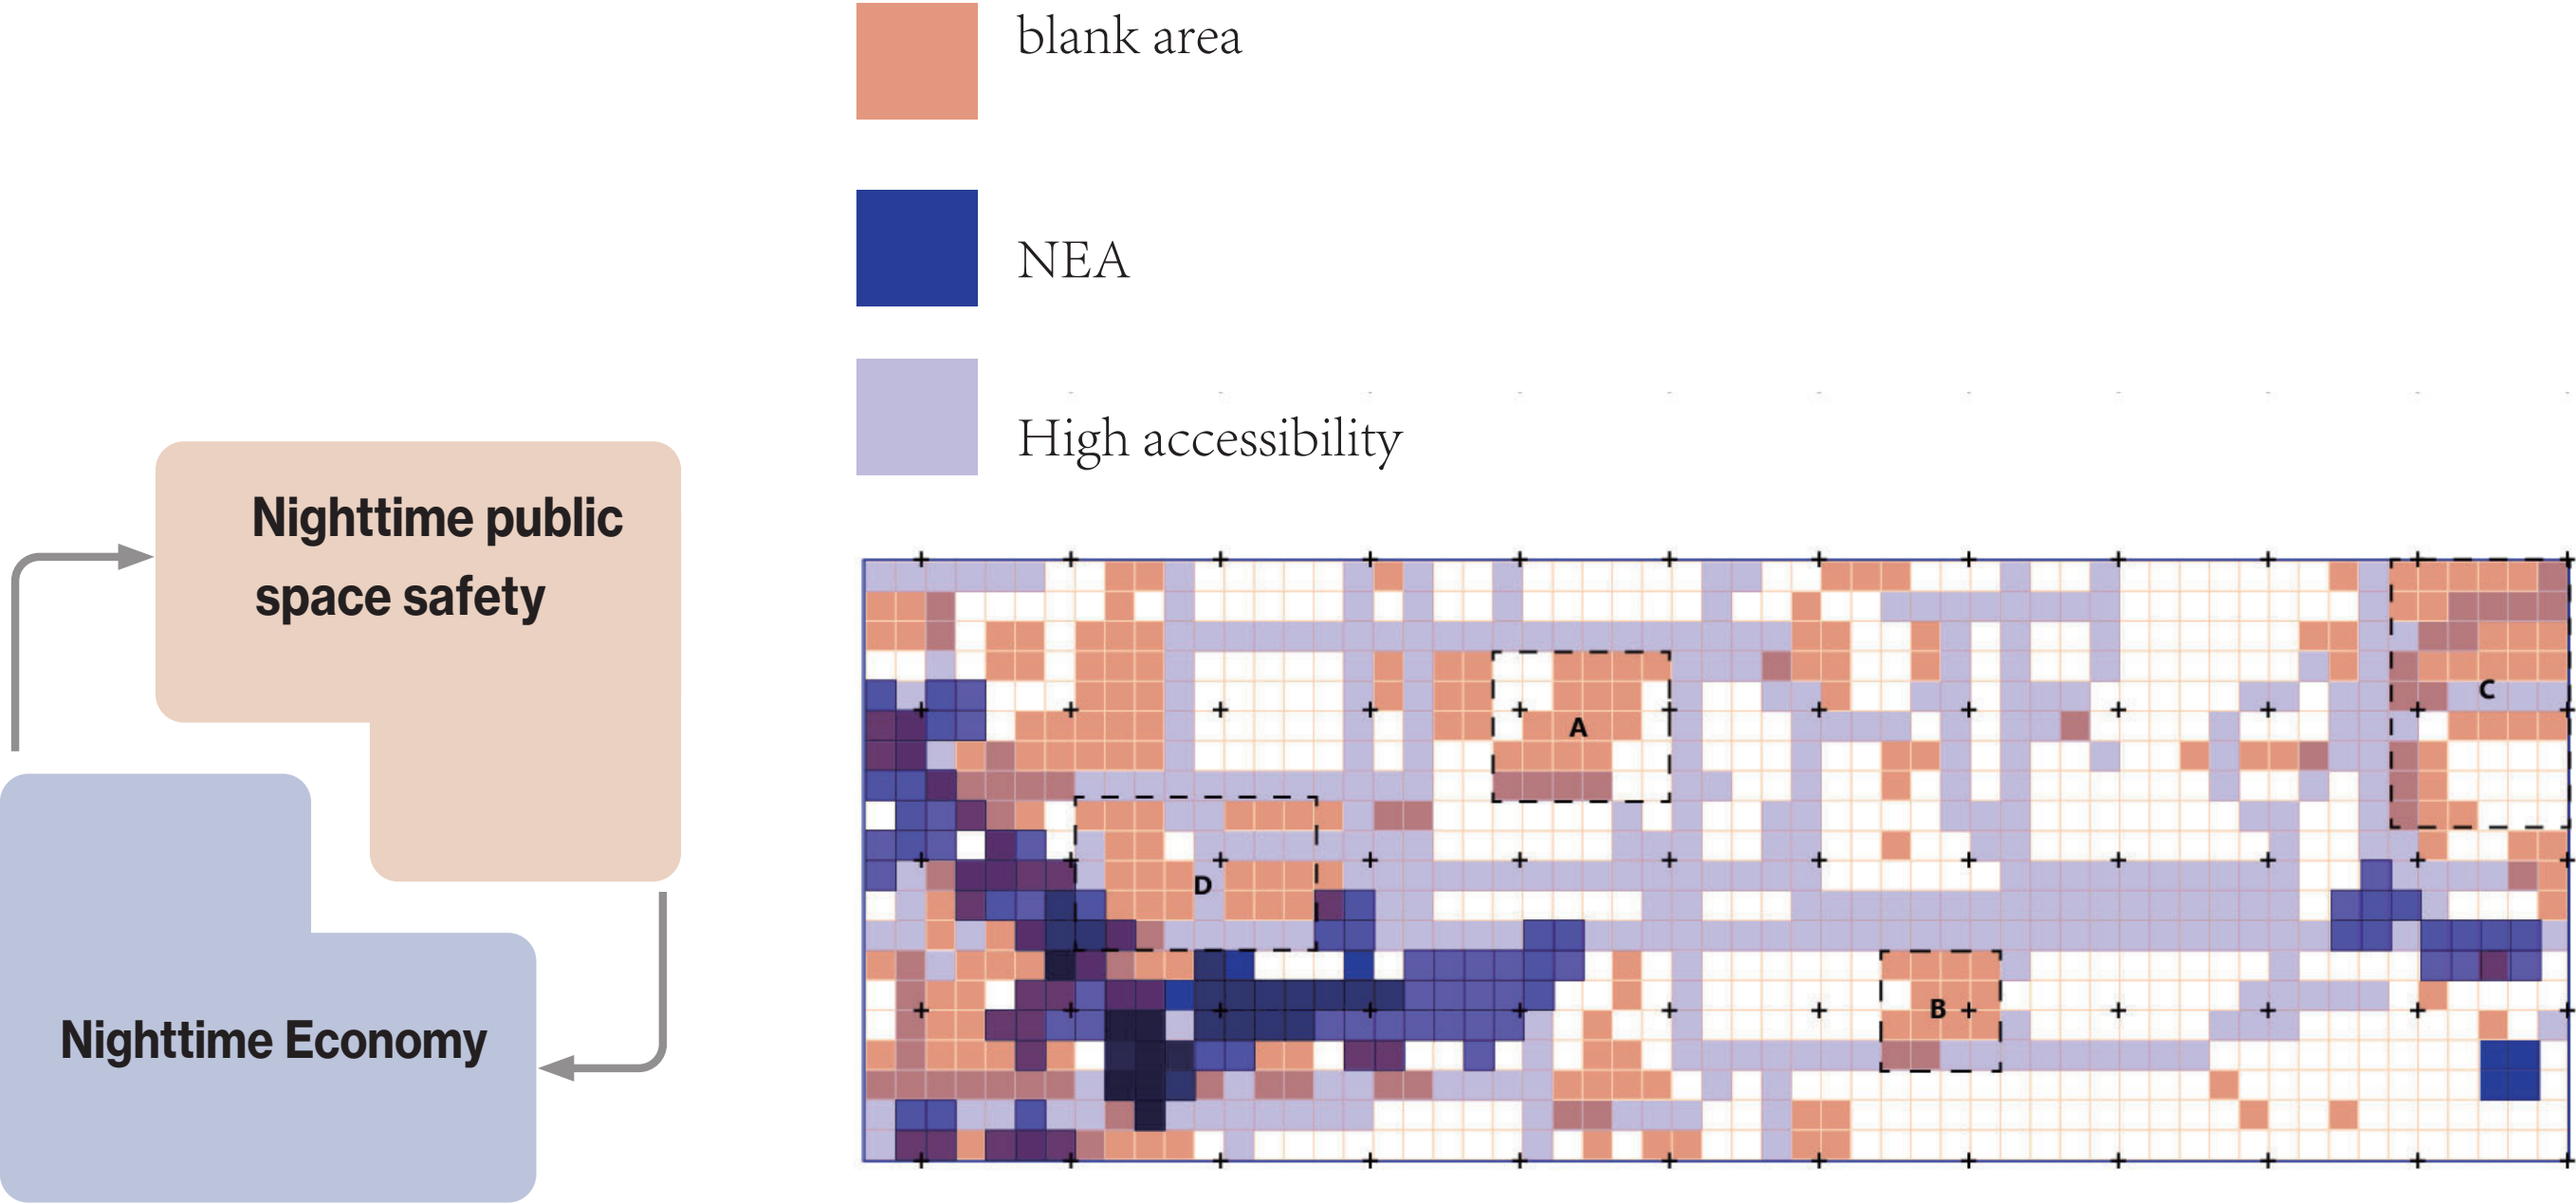 blank area
NEA
High accessibility
Nighttime public
space safety
Nighttime Economy
A
B
C
D